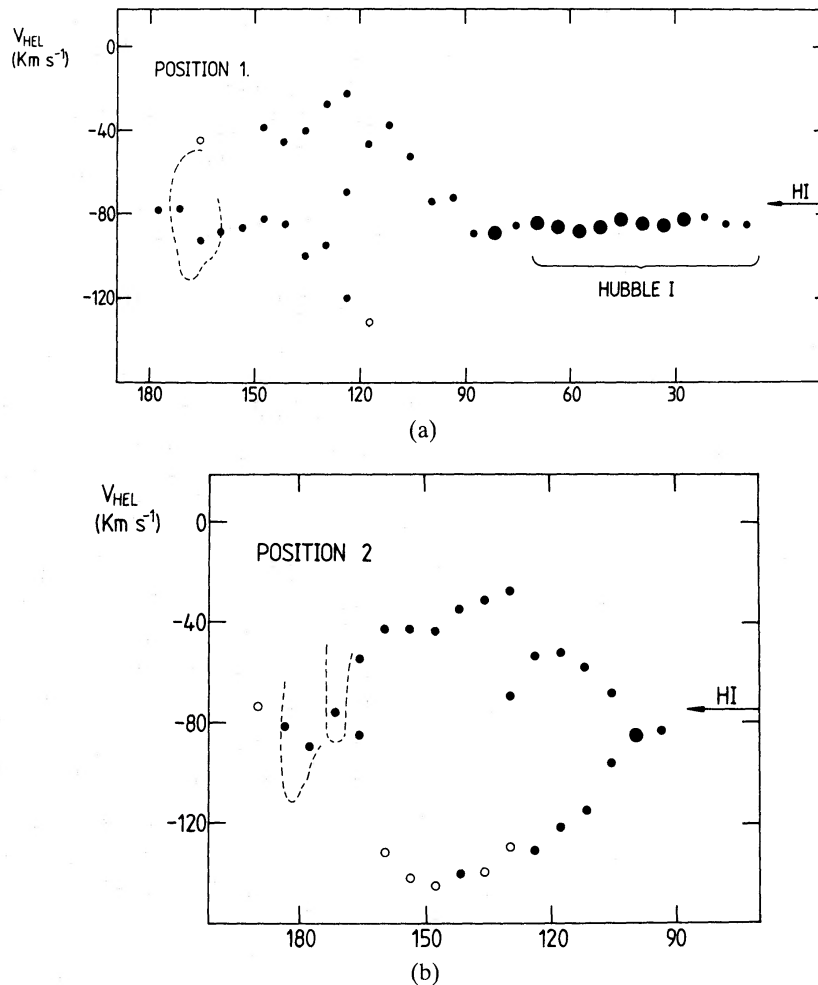 V_HEL
(Km s⁻¹)
0
-40
-80
-120
POSITION 1.
HI
HUBBLE I
180 150 120 90 60 30
(a)
V_HEL
(Km s⁻¹)
0
-40
-80
-120
POSITION 2
HI
180 150 120 90
(b)